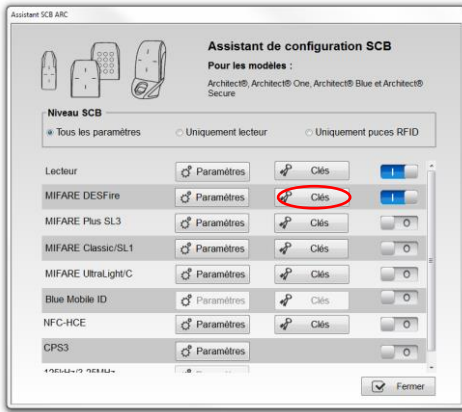 Assistant SCB ARC
Assistant de configuration SCB
Pour les modèles :
Architect®, Architect® One, Architect® Blue et Architect®
Secure
Niveau SCB
Tous les paramètres Uniquement lecteur Uniquement puces RFID
Lecteur Paramètres Clés I
MIFARE DESFire Paramètres Clés I
MIFARE Plus SL3 Paramètres Clés O
MIFARE Classic/SL1 Paramètres Clés O
MIFARE UltraLight/C Paramètres Clés O
Blue Mobile ID Paramètres Clés O
NFC-HCE Paramètres Clés O
CPS3 Paramètres O
125kHz/3.25MHz
Fermer